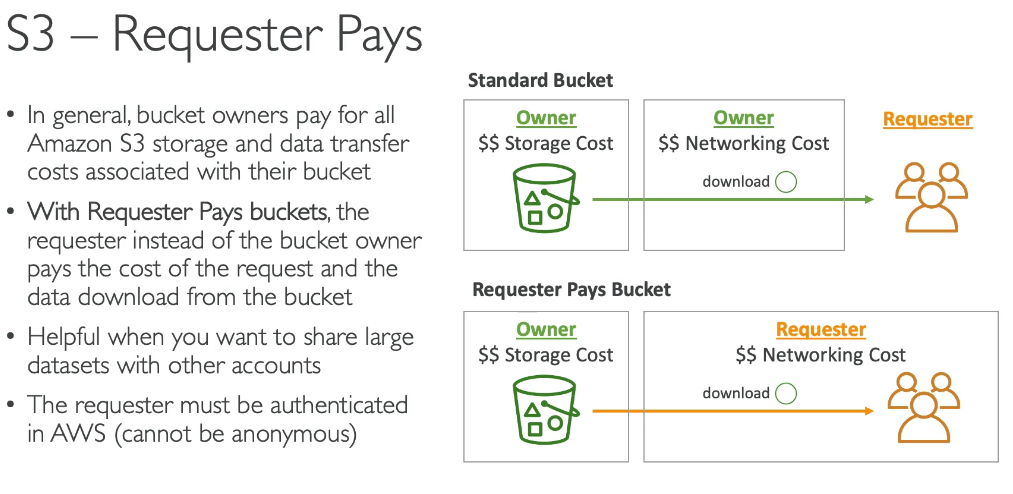 S3 – Requester Pays
• In general, bucket owners pay for all
Amazon S3 storage and data transfer
costs associated with their bucket
• With Requester Pays buckets, the
requester instead of the bucket owner
pays the cost of the request and the
data download from the bucket
• Helpful when you want to share large
datasets with other accounts
• The requester must be authenticated
in AWS (cannot be anonymous)
Standard Bucket
Owner
$$ Storage Cost
Owner
$$ Networking Cost
download
Requester
Requester Pays Bucket
Owner
$$ Storage Cost
Requester
$$ Networking Cost
download